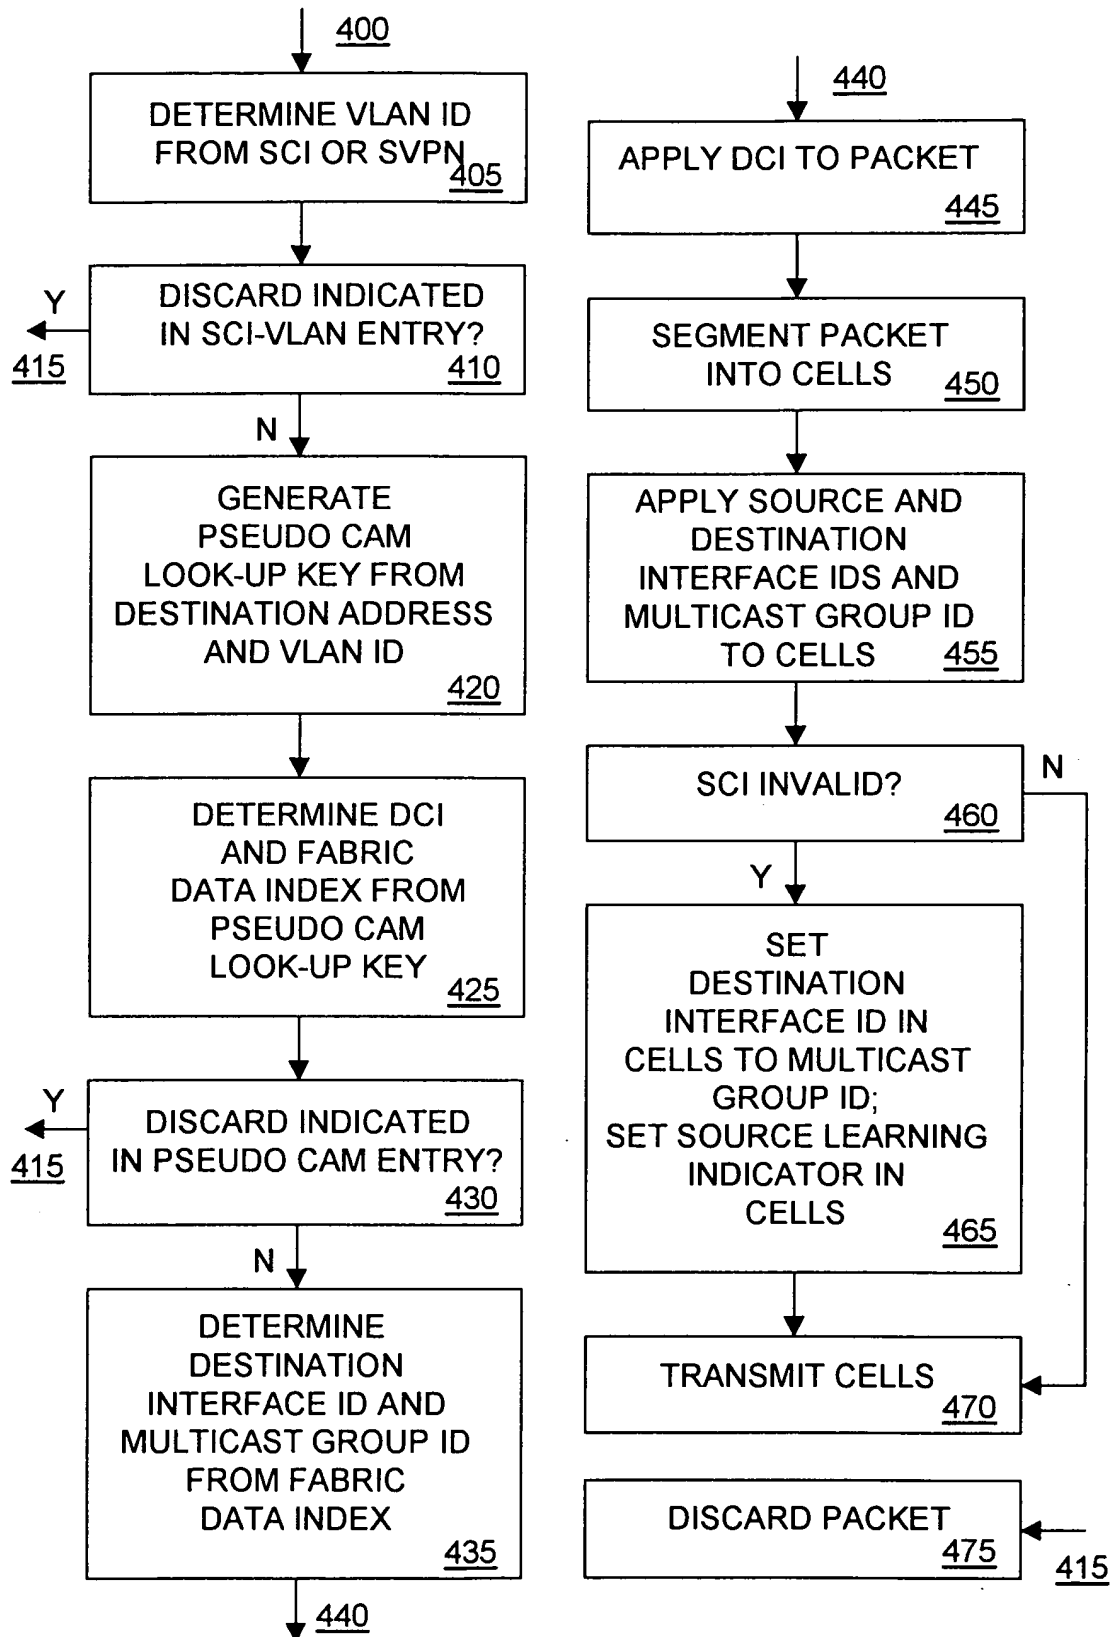 400
DETERMINE VLAN ID
FROM SCI OR SVPN
405
DISCARD INDICATED
IN SCI-VLAN ENTRY?
410
Y
415
N
GENERATE
PSEUDO CAM
LOOK-UP KEY FROM
DESTINATION ADDRESS
AND VLAN ID
420
DETERMINE DCI
AND FABRIC
DATA INDEX FROM
PSEUDO CAM
LOOK-UP KEY
425
Y
415
DISCARD INDICATED
IN PSEUDO CAM ENTRY?
430
N
DETERMINE
DESTINATION
INTERFACE ID AND
MULTICAST GROUP ID
FROM FABRIC
DATA INDEX
435
440
440
APPLY DCI TO PACKET
445
SEGMENT PACKET
INTO CELLS
450
APPLY SOURCE AND
DESTINATION
INTERFACE IDS AND
MULTICAST GROUP ID
TO CELLS
455
SCI INVALID?
460
N
Y
SET
DESTINATION
INTERFACE ID IN
CELLS TO MULTICAST
GROUP ID;
SET SOURCE LEARNING
INDICATOR IN
CELLS
465
TRANSMIT CELLS
470
DISCARD PACKET
475
415